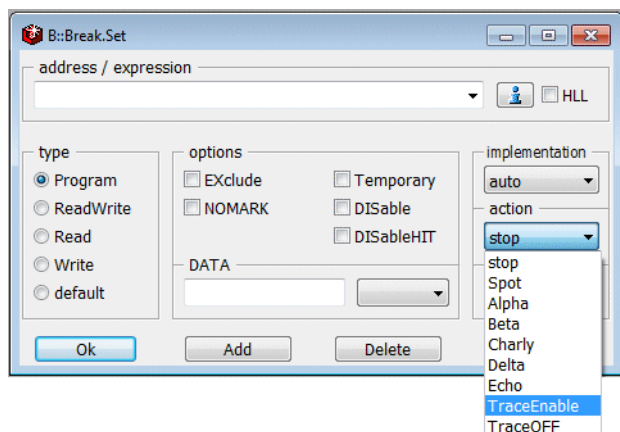 B::Break.Set
address / expression
HLL
type
Program
ReadWrite
Read
Write
default
options
EXclude
NOMARK
Temporary
DISable
DISableHIT
DATA
implementation
auto
action
stop
stop
Spot
Alpha
Beta
Charly
Delta
Echo
TraceEnable
TraceOFF
Ok
Add
Delete